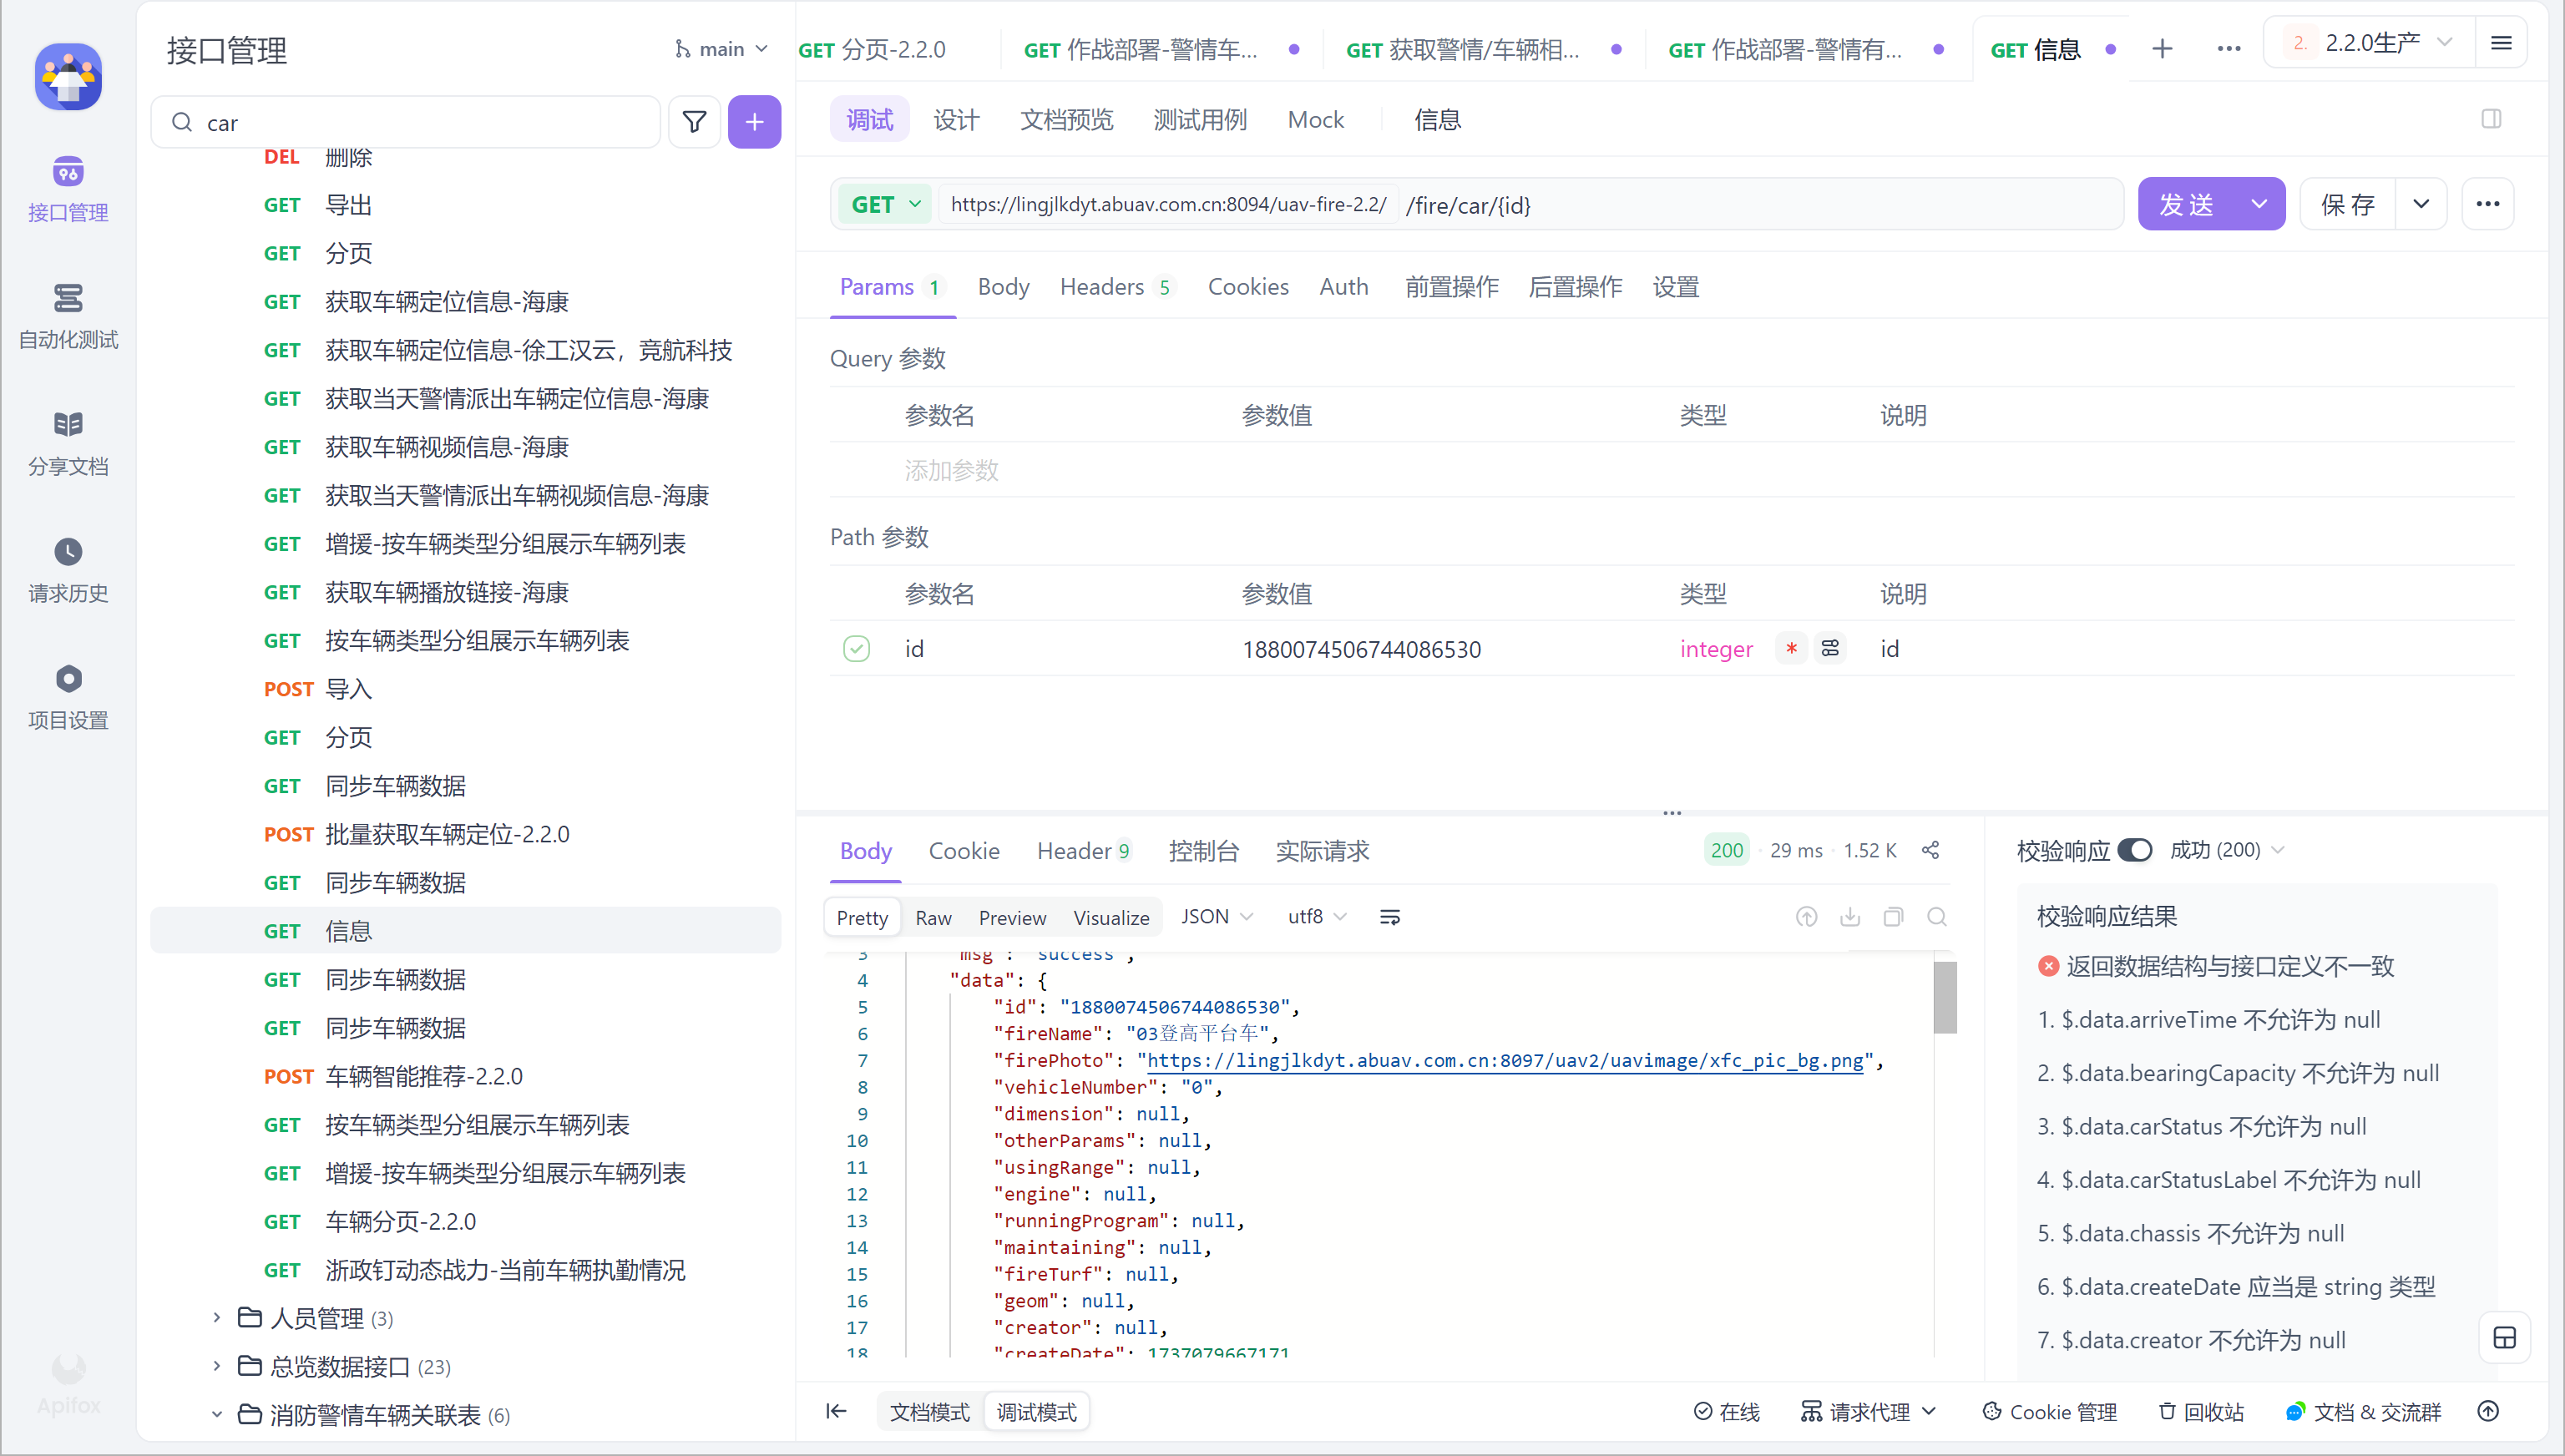 接口管理
自动化测试
分享文档
请求历史
项目设置
Apifox
接口管理
main
car
DEL 删除
GET 导出
GET 分页
GET 获取车辆定位信息-海康
GET 获取车辆定位信息-徐工汉云，竞航科技
GET 获取当天警情派出车辆定位信息-海康
GET 获取车辆视频信息-海康
GET 获取当天警情派出车辆视频信息-海康
GET 增援-按车辆类型分组展示车辆列表
GET 获取车辆播放链接-海康
GET 按车辆类型分组展示车辆列表
POST 导入
GET 分页
GET 同步车辆数据
POST 批量获取车辆定位-2.2.0
GET 同步车辆数据
GET 信息
GET 同步车辆数据
GET 同步车辆数据
POST 车辆智能推荐-2.2.0
GET 按车辆类型分组展示车辆列表
GET 增援-按车辆类型分组展示车辆列表
GET 车辆分页-2.2.0
GET 浙政钉动态战力-当前车辆执勤情况
人员管理 (3)
总览数据接口 (23)
消防警情车辆关联表 (6)
GET 分页-2.2.0
GET 作战部署-警情车...
GET 获取警情/车辆相...
GET 作战部署-警情有...
GET 信息
2. 2.2.0生产
调试 设计 文档预览 测试用例 Mock 信息
GET https://lingjlkdyt.abuav.com.cn:8094/uav-fire-2.2/ /fire/car/{id}
发 送
保 存
Params 1 Body Headers 5 Cookies Auth 前置操作 后置操作 设置
Query 参数
参数名 参数值 类型 说明
添加参数
Path 参数
参数名 参数值 类型 说明
id 1880074506744086530 integer * id
Body Cookie Header 9 控制台 实际请求
200 · 29 ms · 1.52 K
Pretty Raw Preview Visualize JSON utf8
3 "msg": "success",
4 "data": {
5 "id": "1880074506744086530",
6 "fireName": "03登高平台车",
7 "firePhoto": "https://lingjlkdyt.abuav.com.cn:8097/uav2/uavimage/xfc_pic_bg.png",
8 "vehicleNumber": "0",
9 "dimension": null,
10 "otherParams": null,
11 "usingRange": null,
12 "engine": null,
13 "runningProgram": null,
14 "maintaining": null,
15 "fireTurf": null,
16 "geom": null,
17 "creator": null,
18 "createDate": 1737079667171
校验响应 成功 (200)
校验响应结果
返回数据结构与接口定义不一致
1. $.data.arriveTime 不允许为 null
2. $.data.bearingCapacity 不允许为 null
3. $.data.carStatus 不允许为 null
4. $.data.carStatusLabel 不允许为 null
5. $.data.chassis 不允许为 null
6. $.data.createDate 应当是 string 类型
7. $.data.creator 不允许为 null
文档模式 调试模式
在线 请求代理 Cookie 管理 回收站 文档 & 交流群